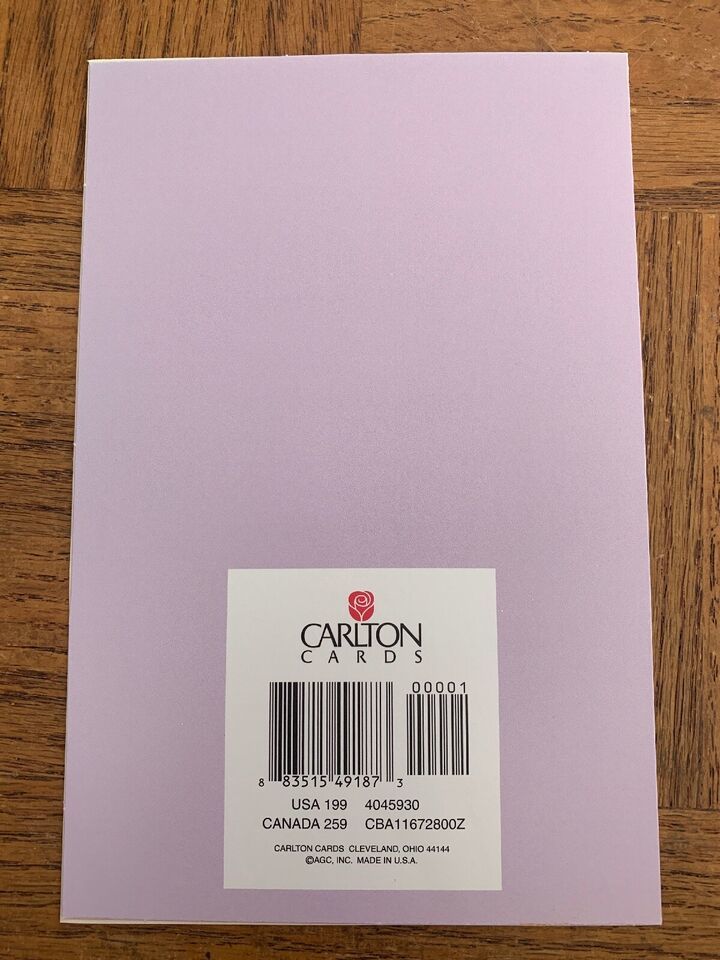 CARLTON
CARDS
00001
8 83515 49187 3
USA 199 4045930
CANADA 259 CBA11672800Z
CARLTON CARDS CLEVELAND, OHIO 44144
©AGC, INC. MADE IN U.S.A.